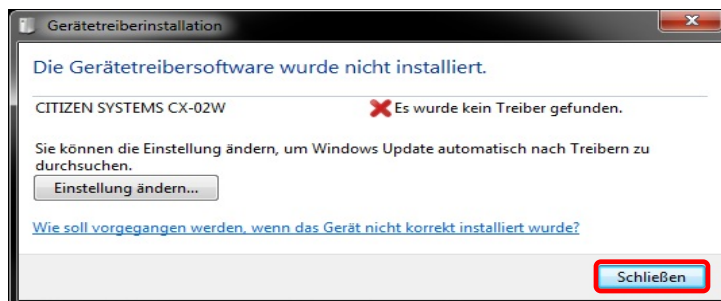 Gerätetreiberinstallation
Die Gerätetreibersoftware wurde nicht installiert.
CITIZEN SYSTEMS CX-02W Es wurde kein Treiber gefunden.
Sie können die Einstellung ändern, um Windows Update automatisch nach Treibern zu
durchsuchen.
Einstellung ändern...
Wie soll vorgegangen werden, wenn das Gerät nicht korrekt installiert wurde?
Schließen